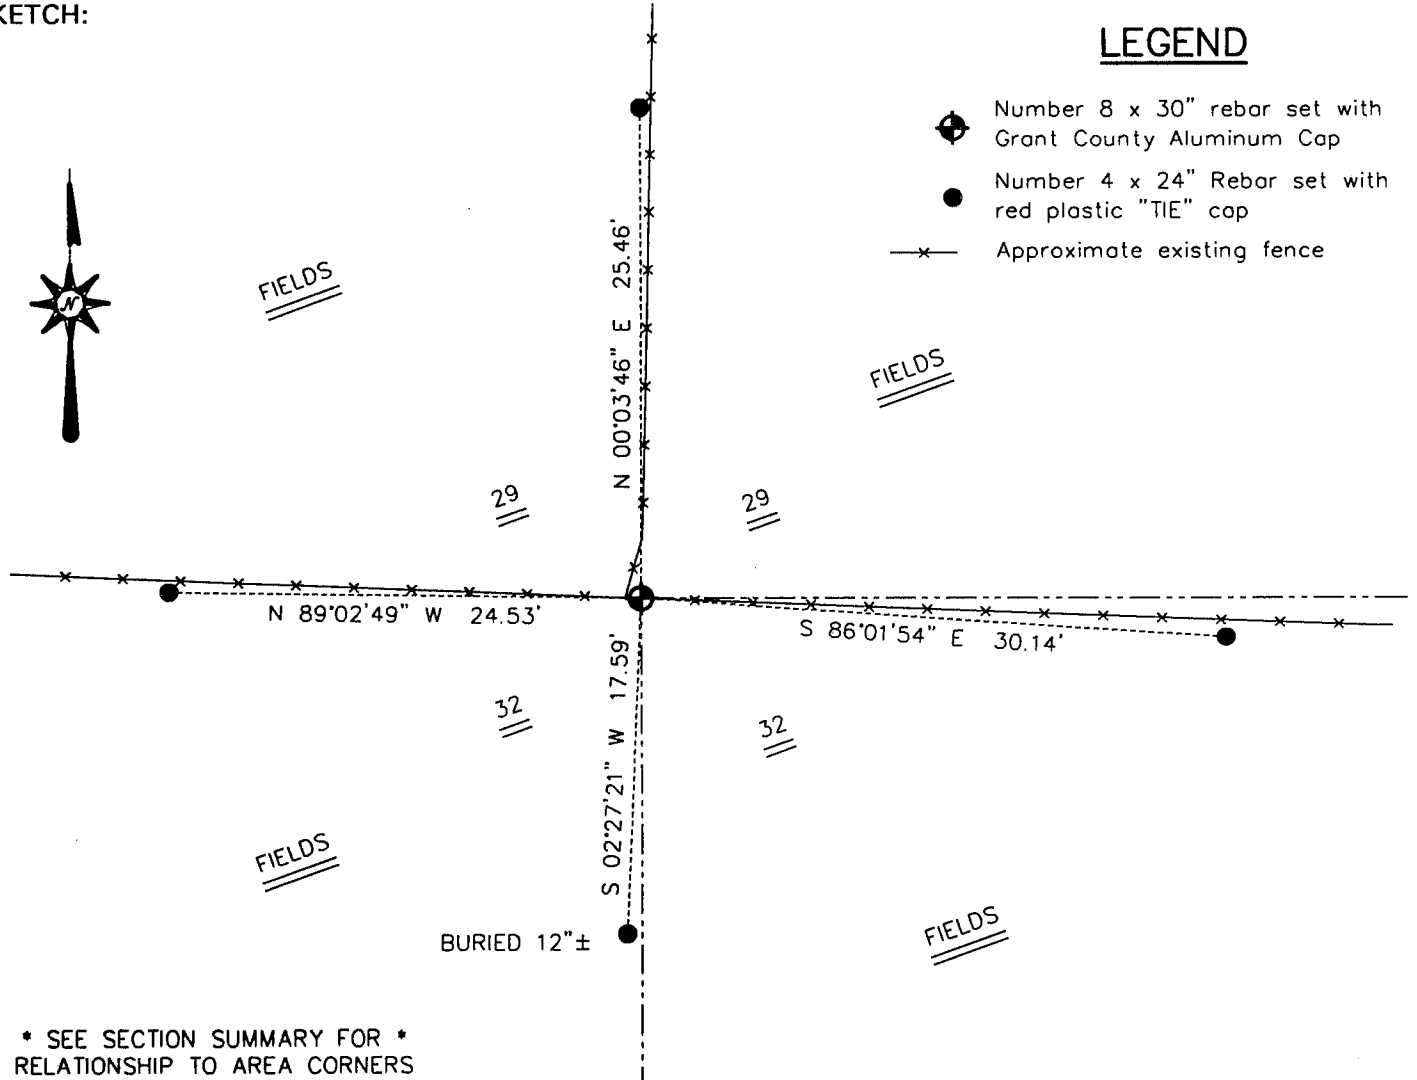 KETCH:
LEGEND
Number 8 x 30" rebar set with
Grant County Aluminum Cap
Number 4 x 24" Rebar set with
red plastic "TIE" cap
Approximate existing fence
N
FIELDS
FIELDS
N 00°03'46" E 25.46'
29
29
N 89°02'49" W 24.53'
S 86°01'54" E 30.14'
S 02°27'21" W 17.59'
32
32
FIELDS
FIELDS
BURIED 12"±
* SEE SECTION SUMMARY FOR *
RELATIONSHIP TO AREA CORNERS